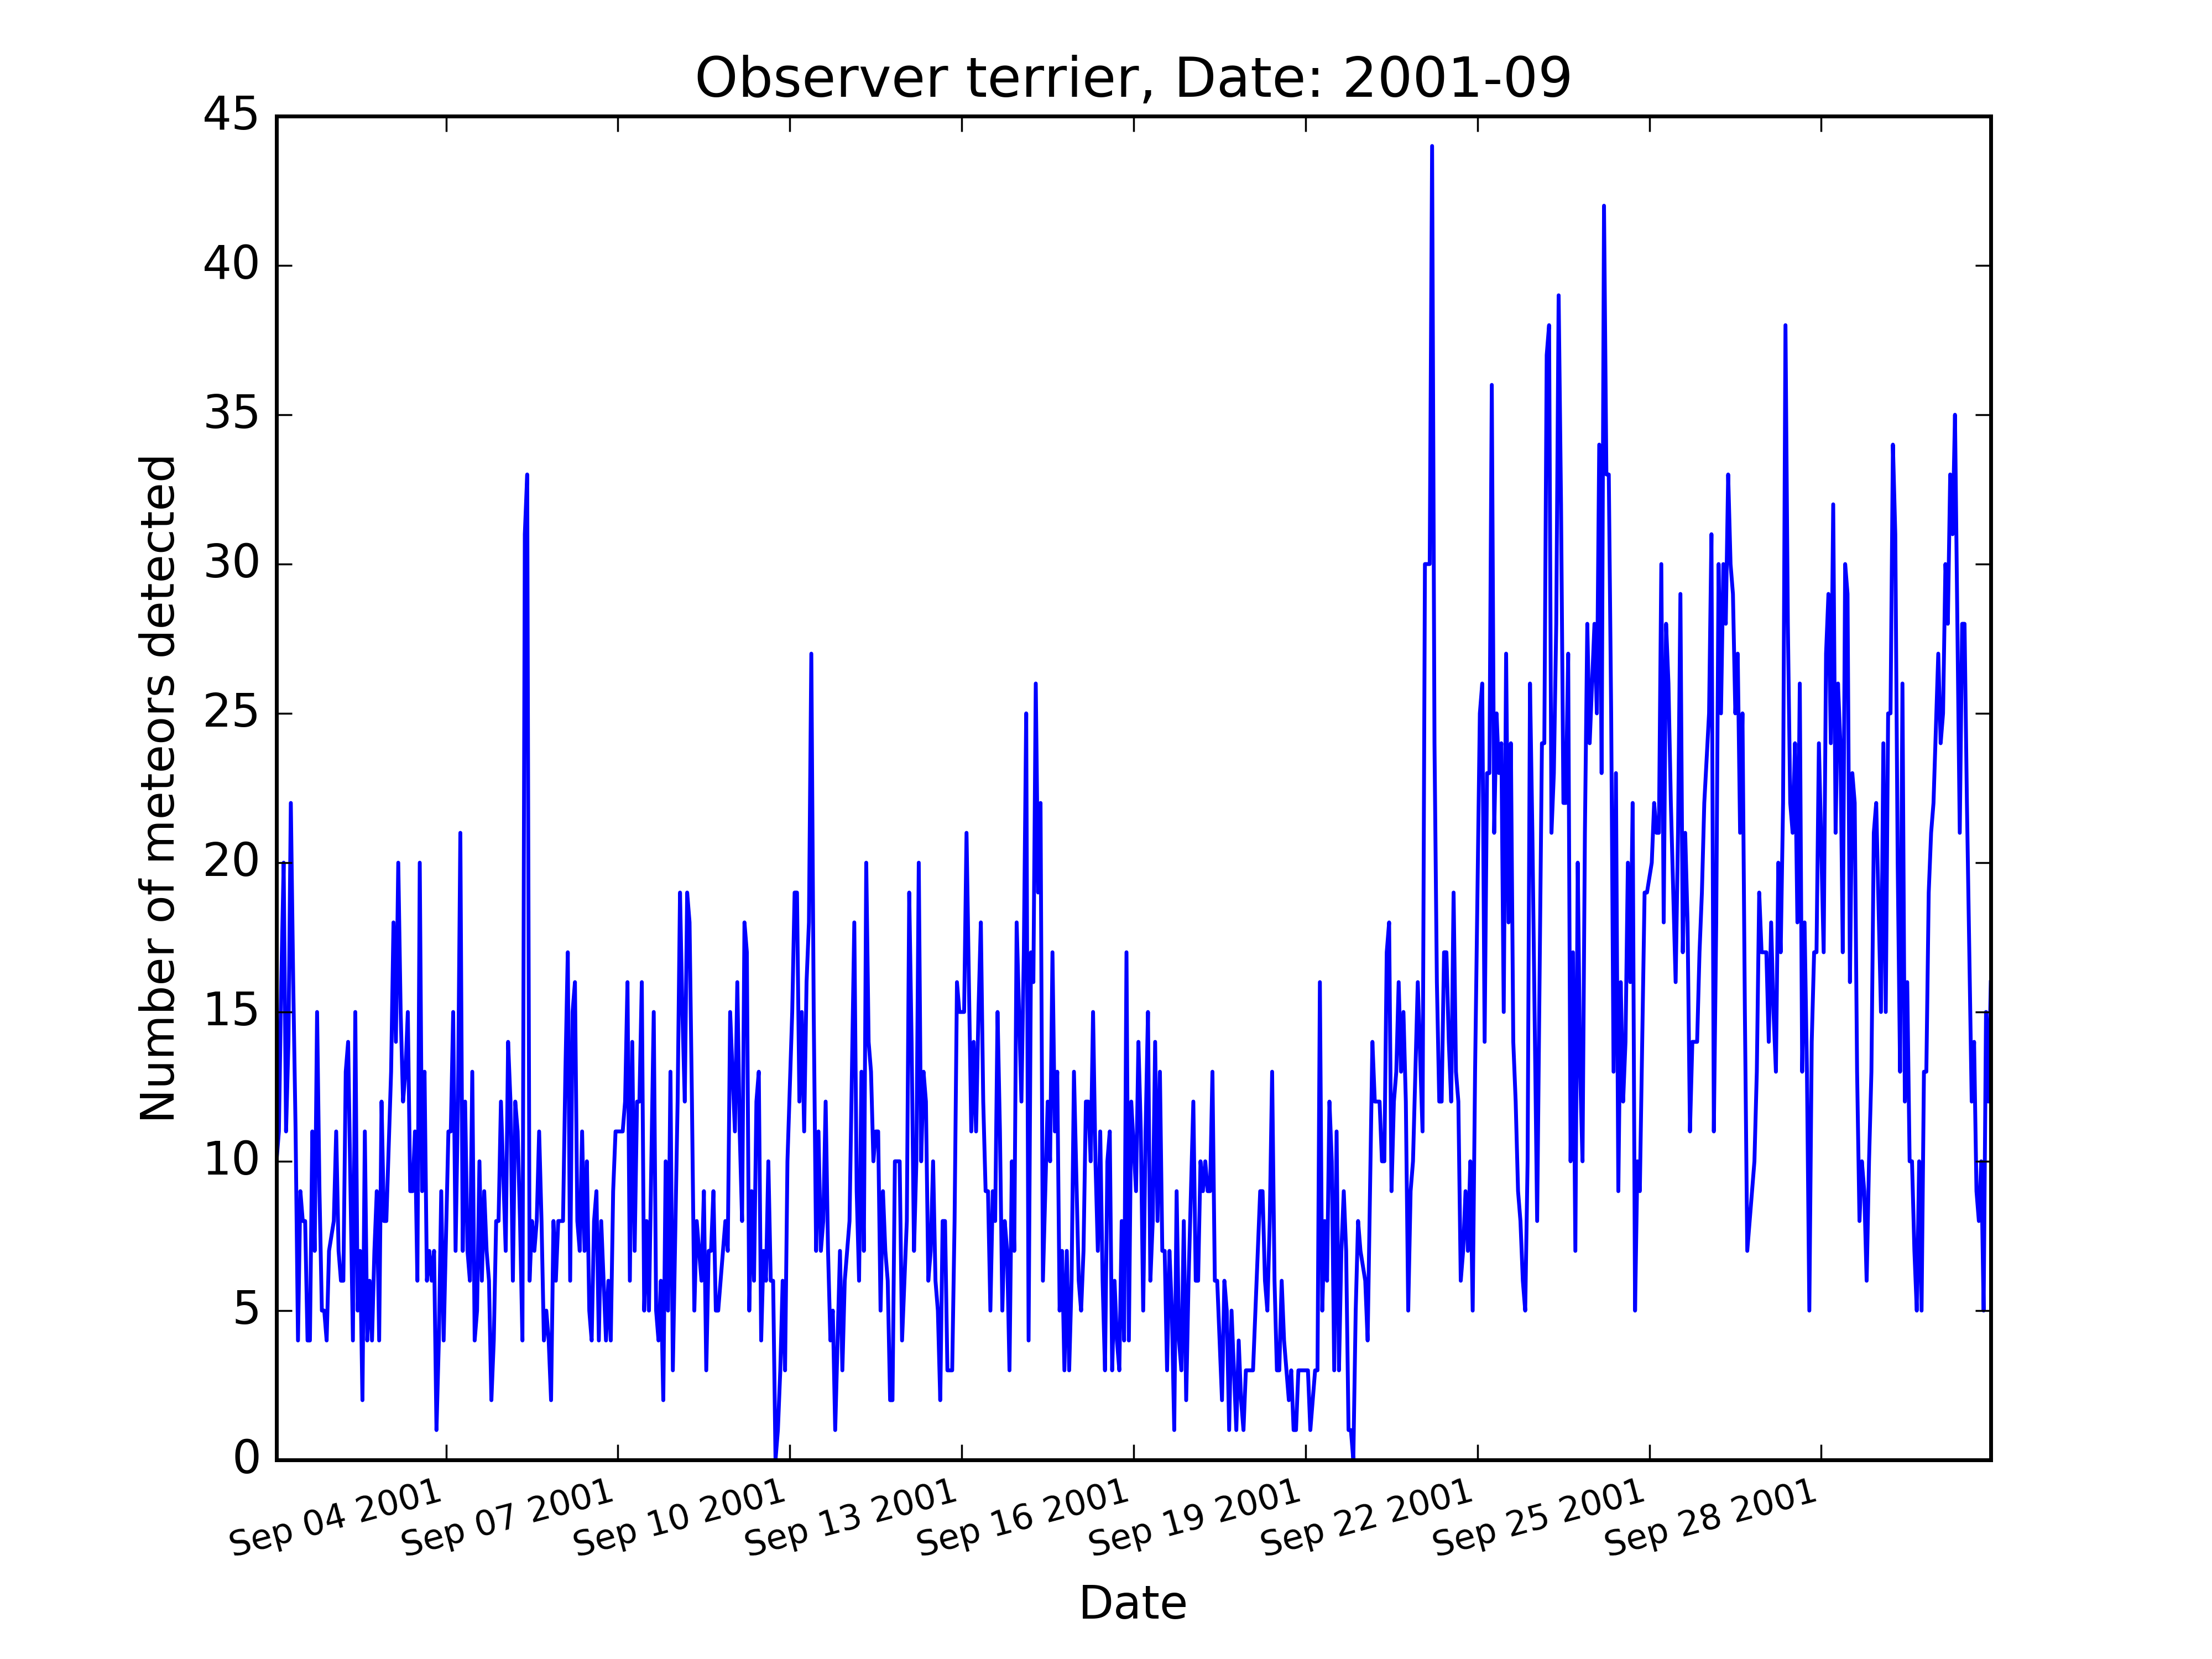 Observer terrier, Date: 2001-09
45
40
35
30
25
20
15
10
5
0
Number of meteors detected
Sep 04 2001
Sep 07 2001
Sep 10 2001
Sep 13 2001
Sep 16 2001
Sep 19 2001
Sep 22 2001
Sep 25 2001
Sep 28 2001
Date